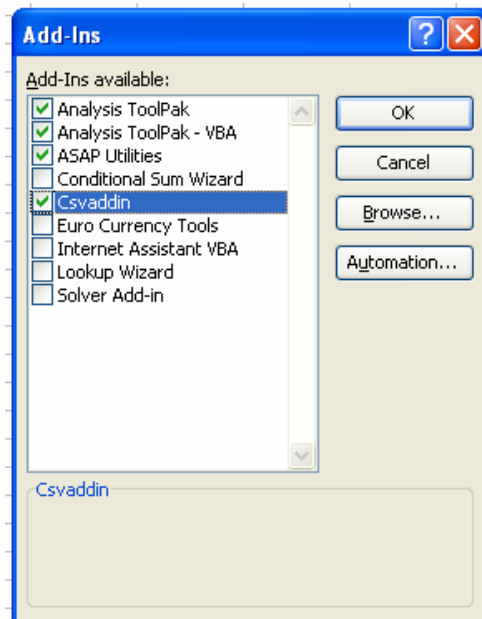 Add-Ins
?
Add-Ins available:
Analysis ToolPak
Analysis ToolPak - VBA
ASAP Utilities
Conditional Sum Wizard
Csvaddin
Euro Currency Tools
Internet Assistant VBA
Lookup Wizard
Solver Add-in
OK
Cancel
Browse...
Automation...
Csvaddin